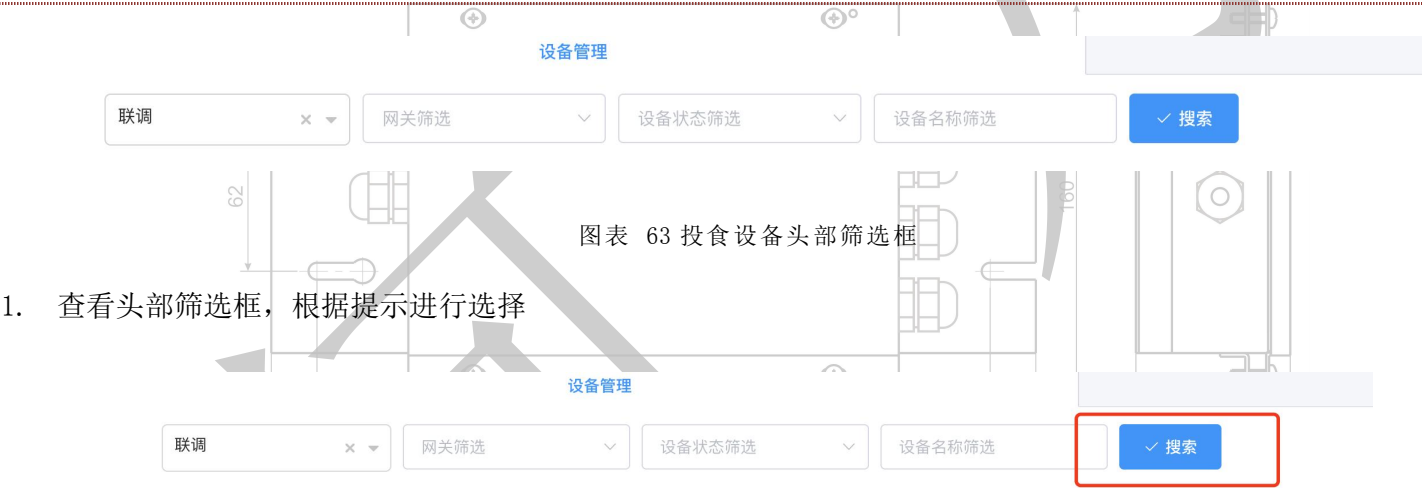 设备管理
联调 网关筛选 设备状态筛选 设备名称筛选 搜索
62
160
图表 63 投食设备头部筛选框
1. 查看头部筛选框，根据提示进行选择
设备管理
联调 网关筛选 设备状态筛选 设备名称筛选 搜索